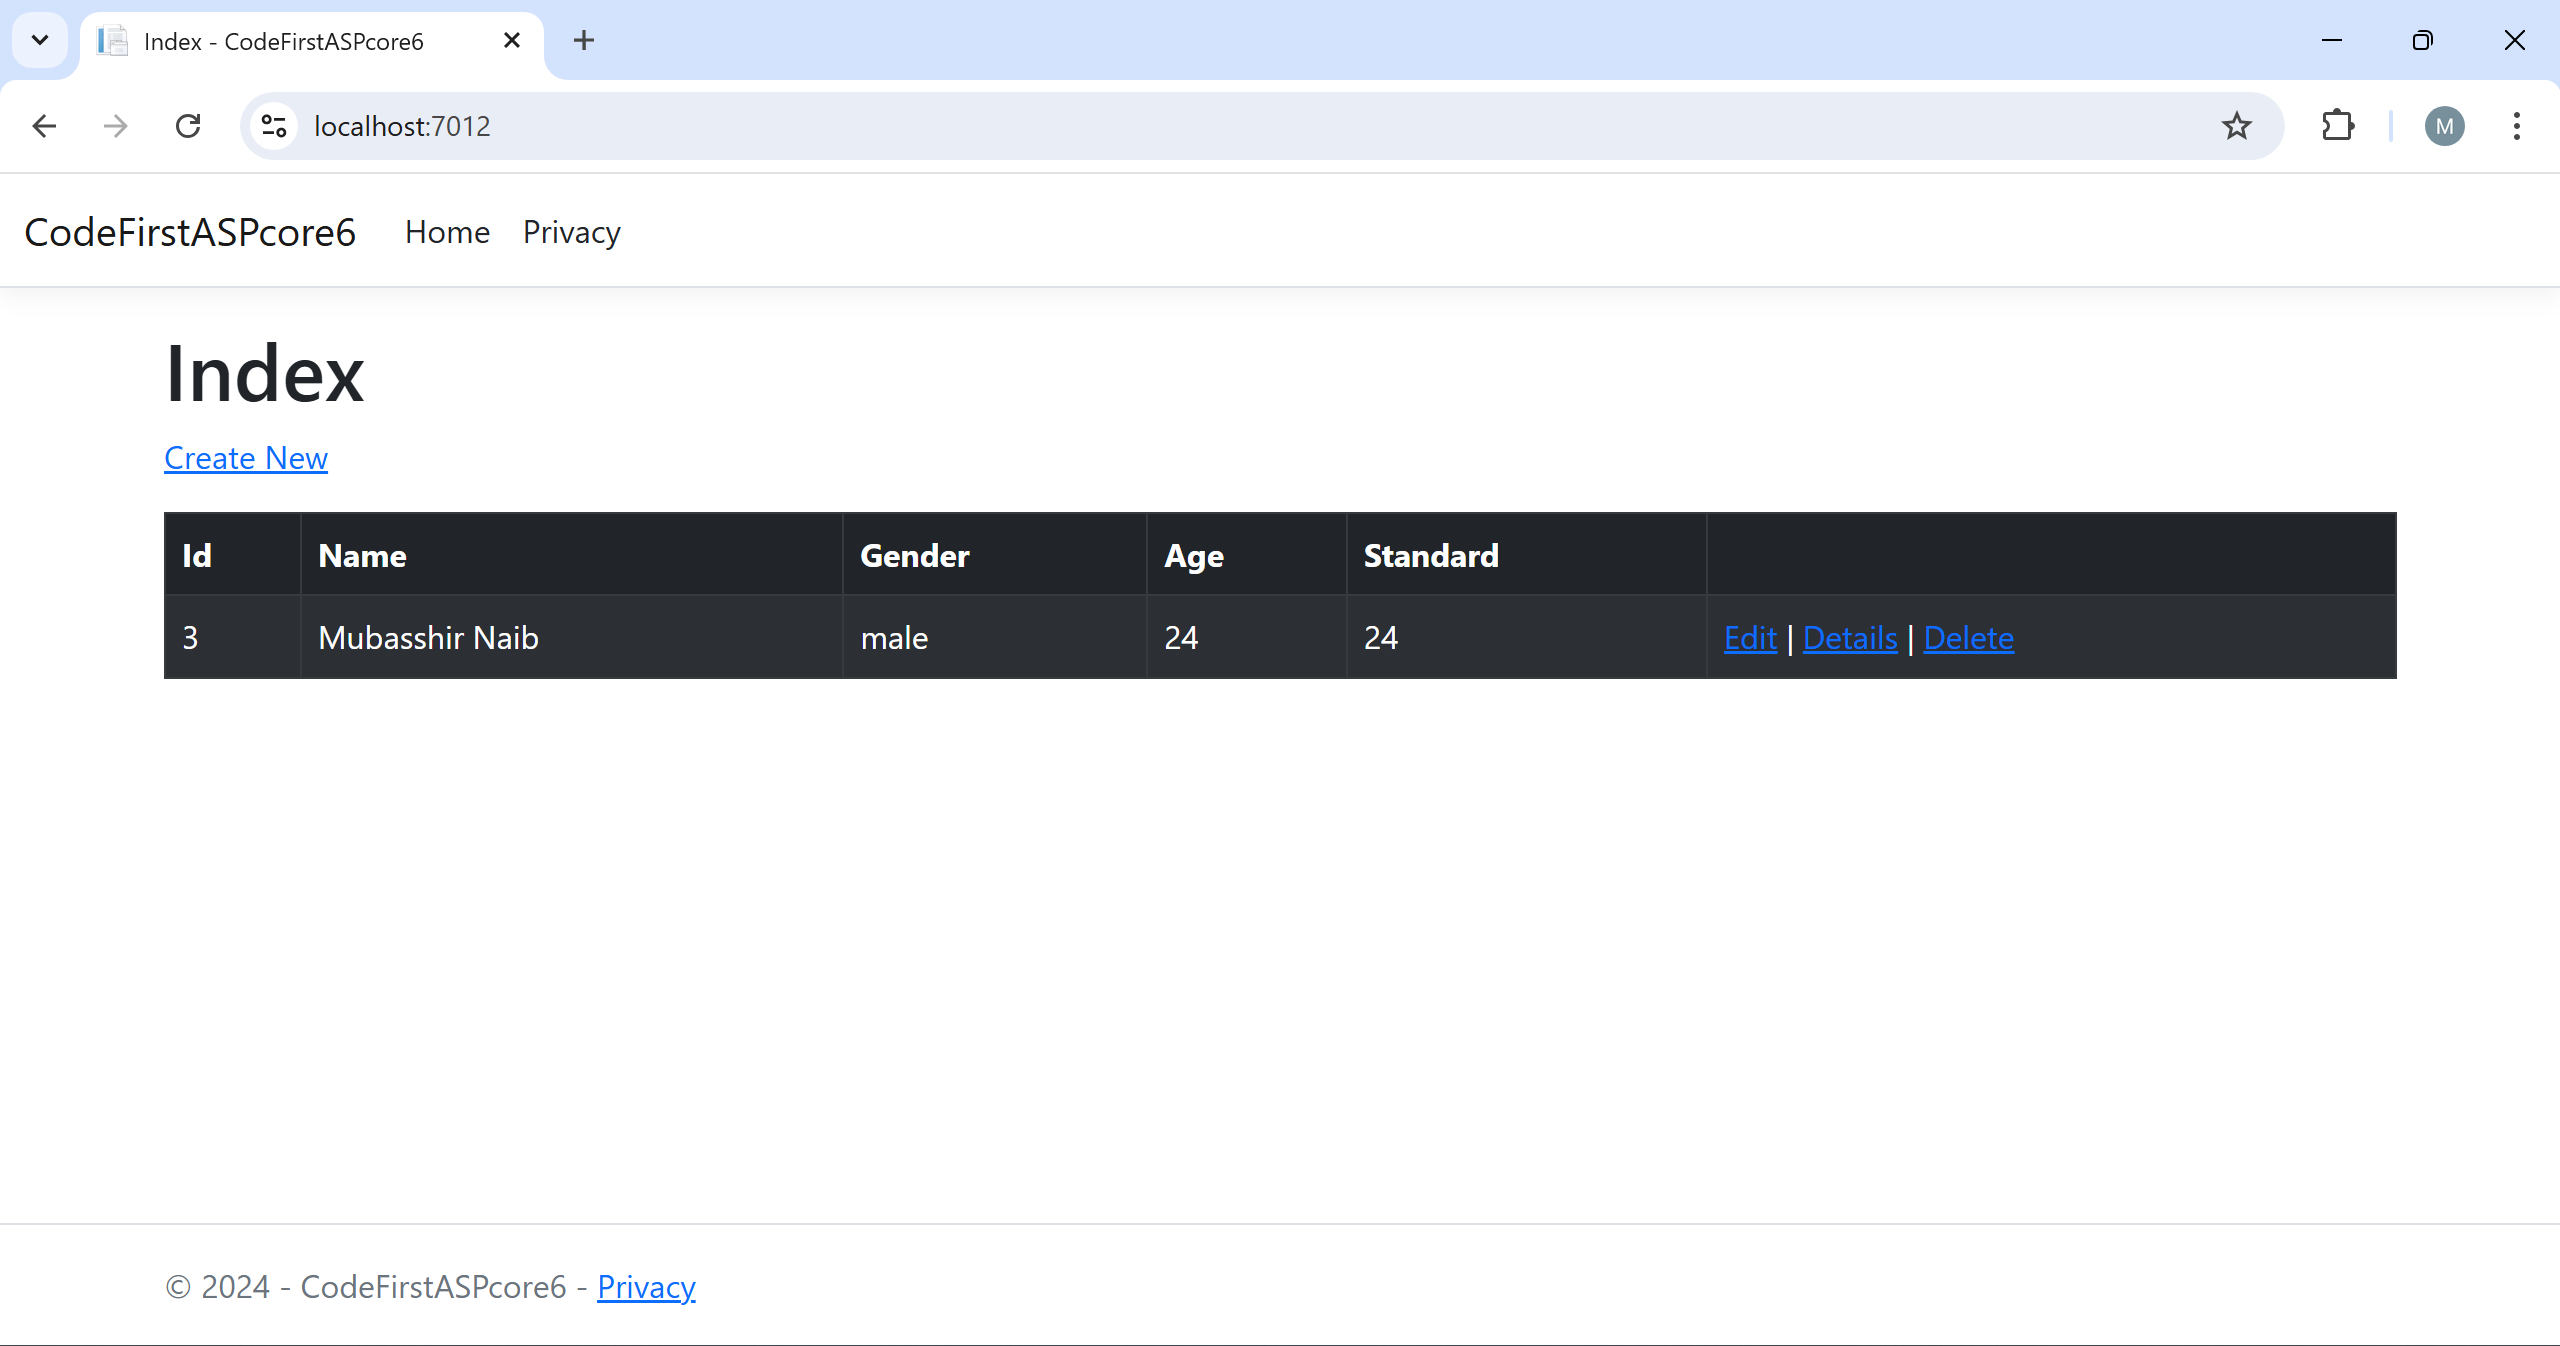 Index - CodeFirstASPcore6
localhost:7012
M
CodeFirstASPcore6 Home Privacy
Index
Create New
Id Name Gender Age Standard
3 Mubasshir Naib male 24 24 Edit | Details | Delete
© 2024 - CodeFirstASPcore6 - Privacy